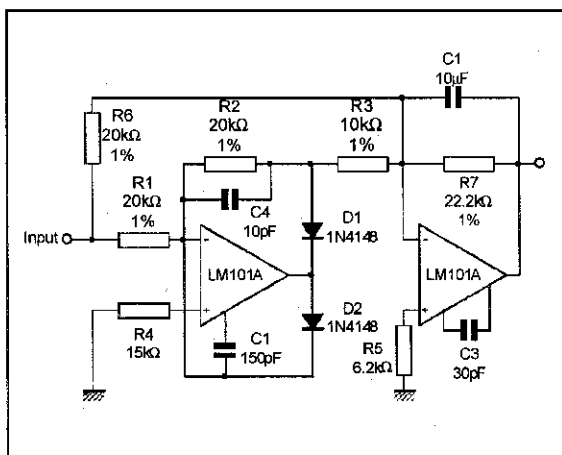 C1
10µF
R6
20kΩ
1%
R2
20kΩ
1%
R3
10kΩ
1%
R1
20kΩ
1%
R7
22.2kΩ
1%
C4
10pF
D1
1N4148
Input
LM101A
LM101A
D2
1N4148
R4
15kΩ
C1
150pF
R5
6.2kΩ
C3
30pF